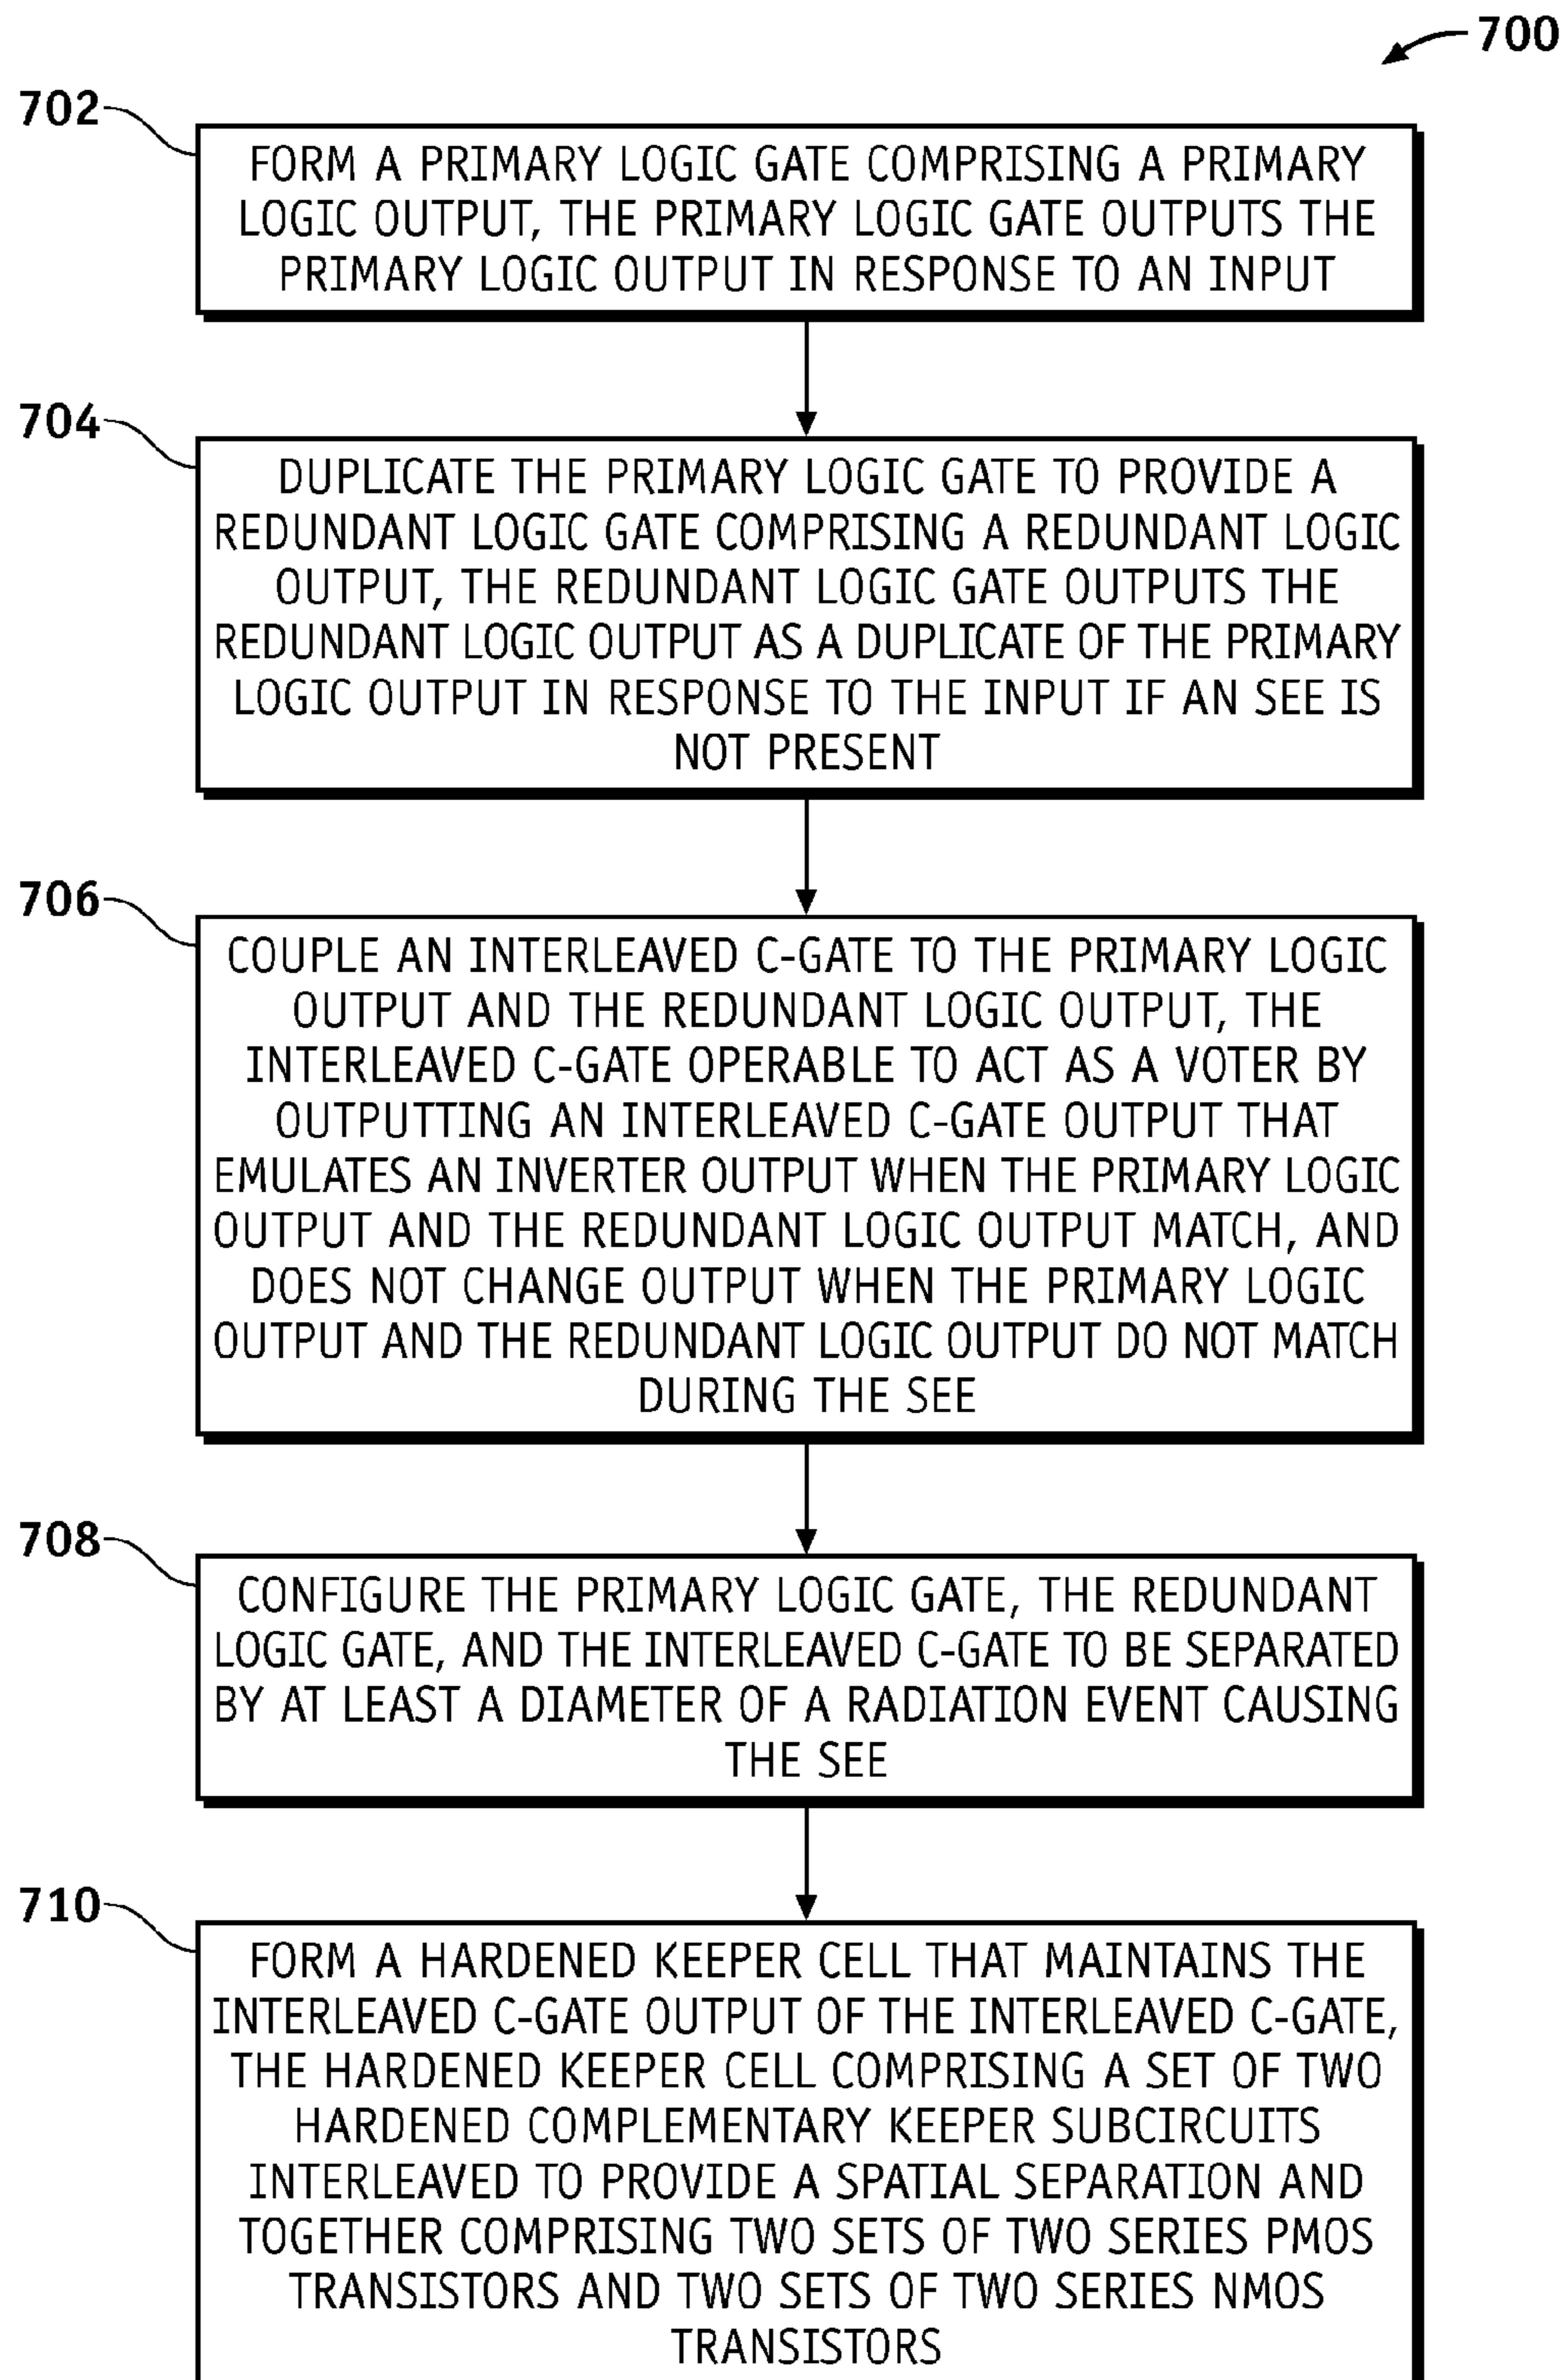 700
702
FORM A PRIMARY LOGIC GATE COMPRISING A PRIMARY
LOGIC OUTPUT, THE PRIMARY LOGIC GATE OUTPUTS THE
PRIMARY LOGIC OUTPUT IN RESPONSE TO AN INPUT
704
DUPLICATE THE PRIMARY LOGIC GATE TO PROVIDE A
REDUNDANT LOGIC GATE COMPRISING A REDUNDANT LOGIC
OUTPUT, THE REDUNDANT LOGIC GATE OUTPUTS THE
REDUNDANT LOGIC OUTPUT AS A DUPLICATE OF THE PRIMARY
LOGIC OUTPUT IN RESPONSE TO THE INPUT IF AN SEE IS
NOT PRESENT
706
COUPLE AN INTERLEAVED C-GATE TO THE PRIMARY LOGIC
OUTPUT AND THE REDUNDANT LOGIC OUTPUT, THE
INTERLEAVED C-GATE OPERABLE TO ACT AS A VOTER BY
OUTPUTTING AN INTERLEAVED C-GATE OUTPUT THAT
EMULATES AN INVERTER OUTPUT WHEN THE PRIMARY LOGIC
OUTPUT AND THE REDUNDANT LOGIC OUTPUT MATCH, AND
DOES NOT CHANGE OUTPUT WHEN THE PRIMARY LOGIC
OUTPUT AND THE REDUNDANT LOGIC OUTPUT DO NOT MATCH
DURING THE SEE
708
CONFIGURE THE PRIMARY LOGIC GATE, THE REDUNDANT
LOGIC GATE, AND THE INTERLEAVED C-GATE TO BE SEPARATED
BY AT LEAST A DIAMETER OF A RADIATION EVENT CAUSING
THE SEE
710
FORM A HARDENED KEEPER CELL THAT MAINTAINS THE
INTERLEAVED C-GATE OUTPUT OF THE INTERLEAVED C-GATE,
THE HARDENED KEEPER CELL COMPRISING A SET OF TWO
HARDENED COMPLEMENTARY KEEPER SUBCIRCUITS
INTERLEAVED TO PROVIDE A SPATIAL SEPARATION AND
TOGETHER COMPRISING TWO SETS OF TWO SERIES PMOS
TRANSISTORS AND TWO SETS OF TWO SERIES NMOS
TRANSISTORS